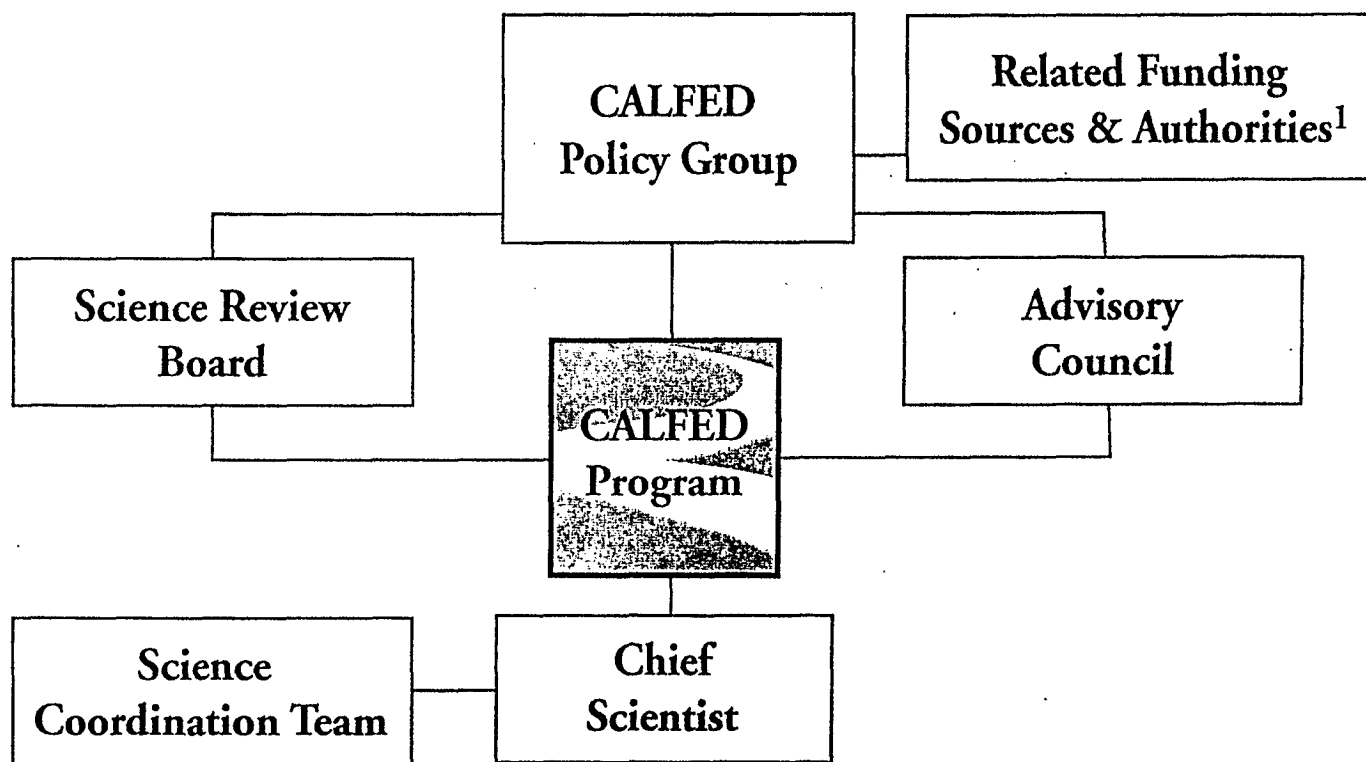 CALFED
Policy Group
Related Funding
Sources & Authorities¹
Science Review
Board
Advisory
Council
CALFED
Program
Science
Coordination Team
Chief
Scientist